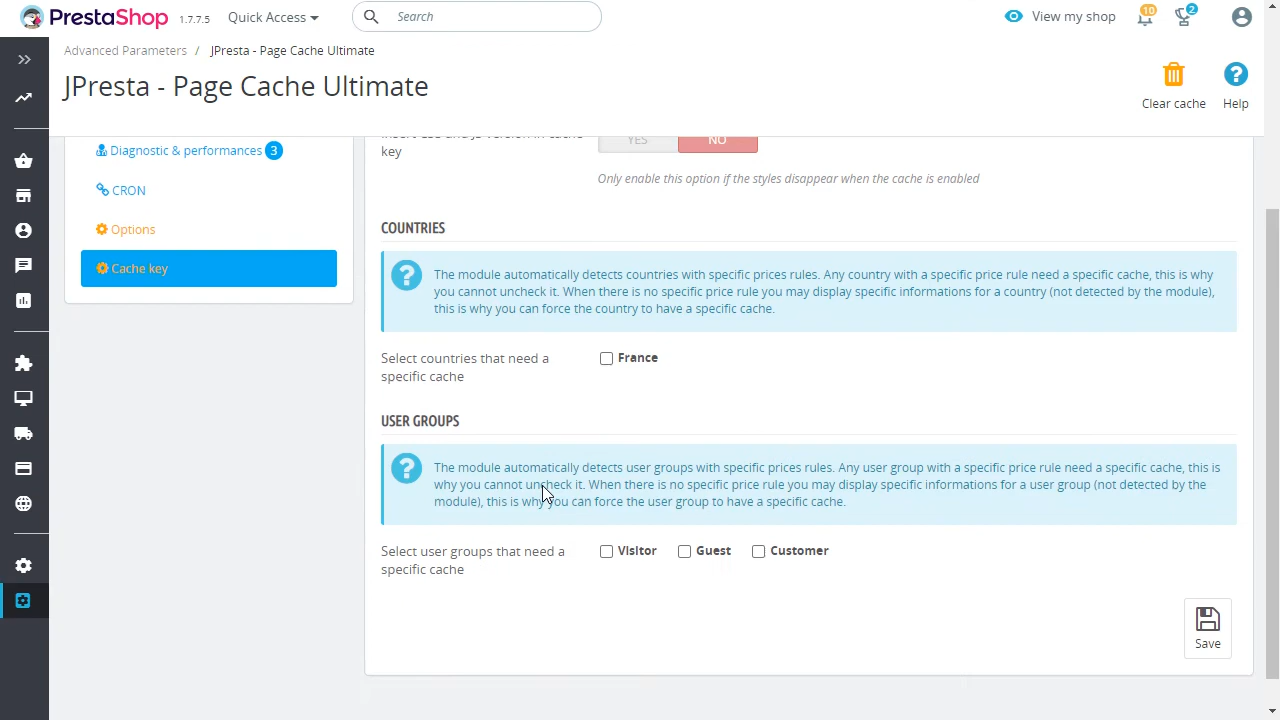 PrestaShop 1.7.7.5 Quick Access Search View my shop 10 2
Advanced Parameters / JPresta - Page Cache Ultimate
JPresta - Page Cache Ultimate
Clear cache Help
Diagnostic & performances 3
CRON
Options
Cache key
Insert CSS and JS version in cache
key
YES NO
Only enable this option if the styles disappear when the cache is enabled
COUNTRIES
The module automatically detects countries with specific prices rules. Any country with a specific price rule need a specific cache, this is why
you cannot uncheck it. When there is no specific price rule you may display specific informations for a country (not detected by the module),
this is why you can force the country to have a specific cache.
Select countries that need a
specific cache
France
USER GROUPS
The module automatically detects user groups with specific prices rules. Any user group with a specific price rule need a specific cache, this is
why you cannot uncheck it. When there is no specific price rule you may display specific informations for a user group (not detected by the
module), this is why you can force the user group to have a specific cache.
Select user groups that need a
specific cache
Visitor Guest Customer
Save